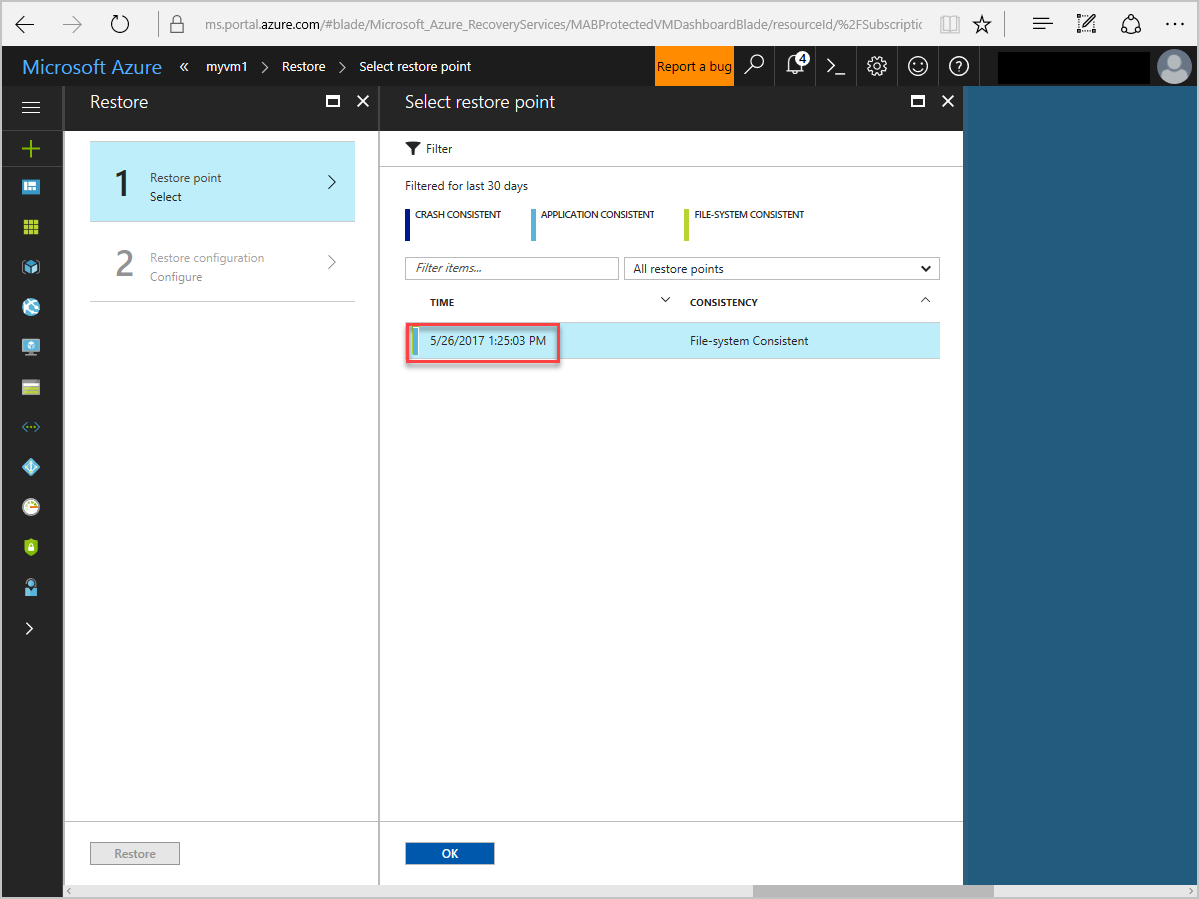 ms.portal.azure.com/#blade/Microsoft_Azure_RecoveryServices/MABProtectedVMDashboardBlade/resourceId/%2FSubscriptic
Microsoft Azure « myvm1 > Restore > Select restore point
Report a bug
4
Restore
Select restore point
Filter
1
Restore point
Select
2
Restore configuration
Configure
Filtered for last 30 days
CRASH CONSISTENT
APPLICATION CONSISTENT
FILE-SYSTEM CONSISTENT
Filter items...
All restore points
TIME
CONSISTENCY
5/26/2017 1:25:03 PM
File-system Consistent
Restore
OK